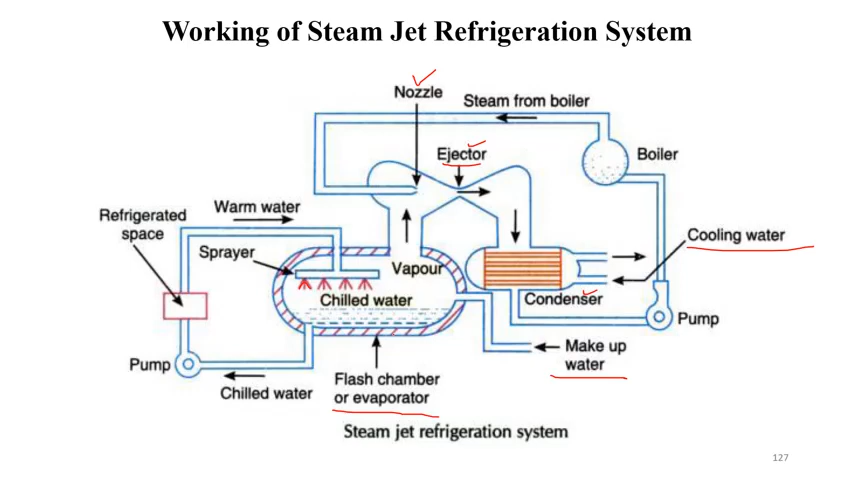 Working of Steam Jet Refrigeration System
Nozzle
Steam from boiler
Ejector
Boiler
Warm water
Refrigerated
space
Sprayer
Cooling water
Vapour
Chilled water
Condenser
Pump
Make up
water
Pump
Chilled water
Flash chamber
or evaporator
Steam jet refrigeration system
127